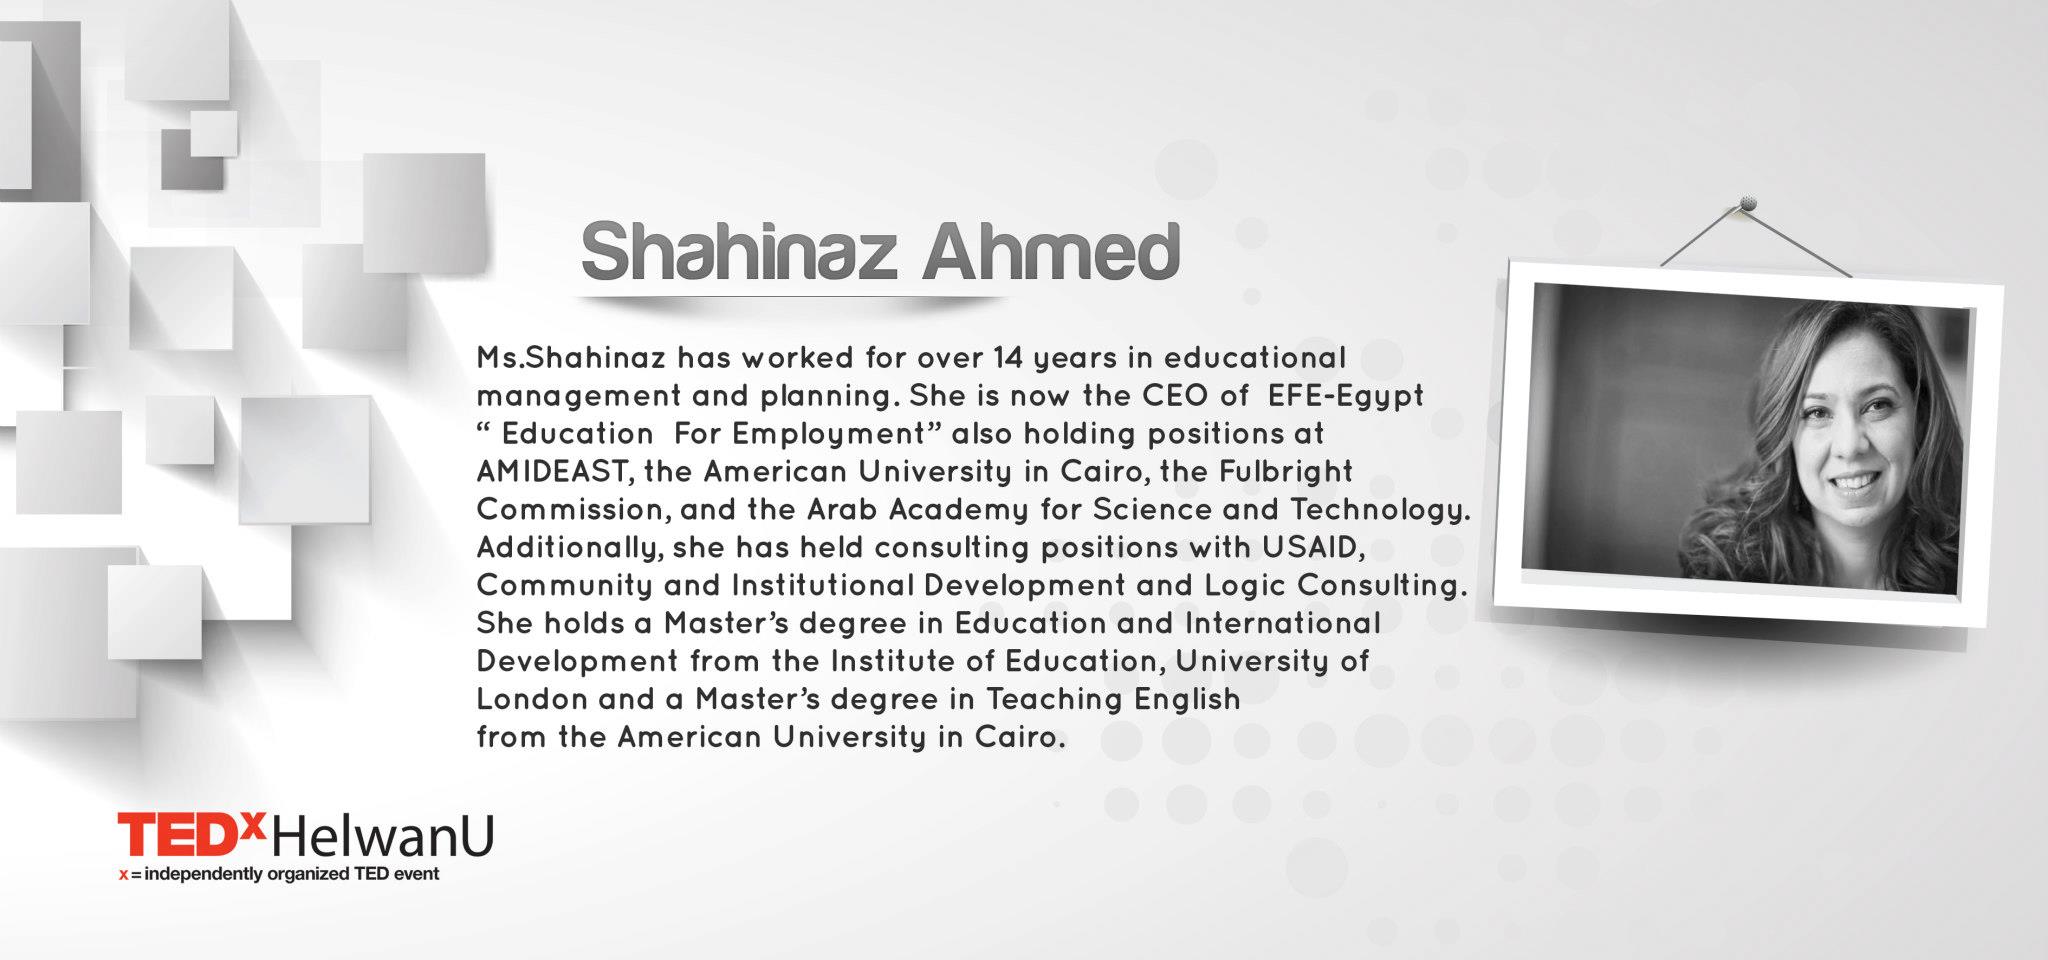 Shahinaz Ahmed
Ms.Shahinaz has worked for over 14 years in educational
management and planning. She is now the CEO of  EFE-Egypt
“ Education  For Employment” also holding positions at
AMIDEAST, the American University in Cairo, the Fulbright
Commission, and the Arab Academy for Science and Technology.
Additionally, she has held consulting positions with USAID,
Community and Institutional Development and Logic Consulting.
She holds a Master’s degree in Education and International
Development from the Institute of Education, University of
London and a Master’s degree in Teaching English
from the American University in Cairo.
TEDxHelwanU
x = independently organized TED event